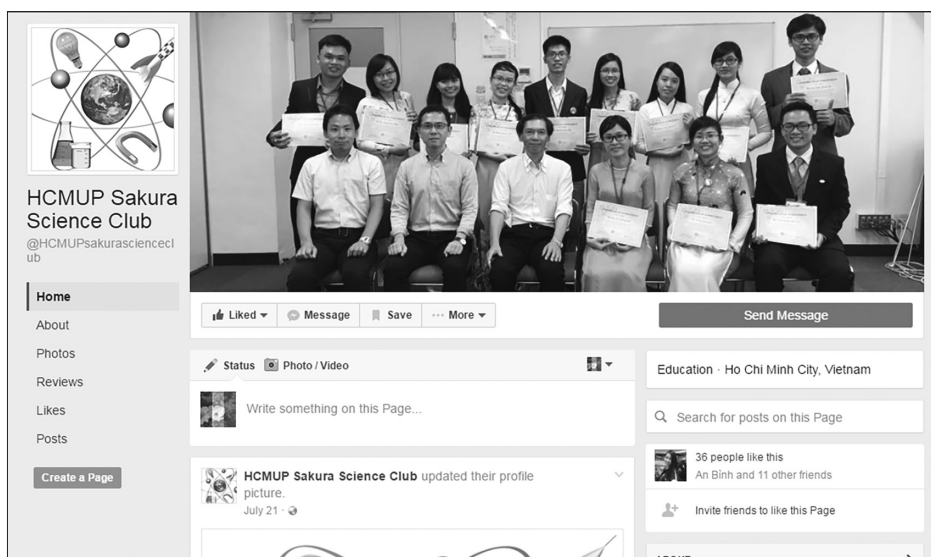 HCMUP Sakura
Science Club
@HCMUPsakurasciencecl
ub
Home
About
Photos
Reviews
Likes
Posts
Create a Page
Liked
Message
Save
More
Send Message
Status
Photo / Video
Write something on this Page...
HCMUP Sakura Science Club updated their profile
picture.
July 21 ·
Education · Ho Chi Minh City, Vietnam
Search for posts on this Page
36 people like this
An Bình and 11 other friends
Invite friends to like this Page